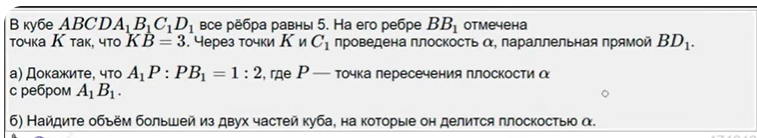 В кубе ABCDA₁B₁C₁D₁ все рёбра равны 5. На его ребре BB₁ отмечена
точка K так, что KB = 3. Через точки K и C₁ проведена плоскость α, параллельная прямой BD₁.
а) Докажите, что A₁P : PB₁ = 1 : 2, где P — точка пересечения плоскости α
с ребром A₁B₁.
б) Найдите объём большей из двух частей куба, на которые он делится плоскостью α.